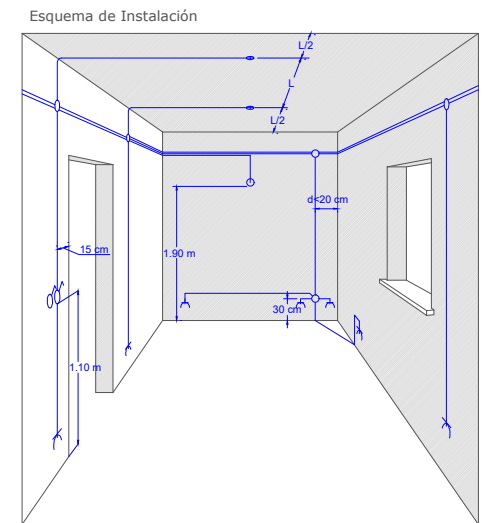 Esquema de Instalación
L/2
L
L/2
d<20 cm
15 cm
1.90 m
30 cm
1.10 m